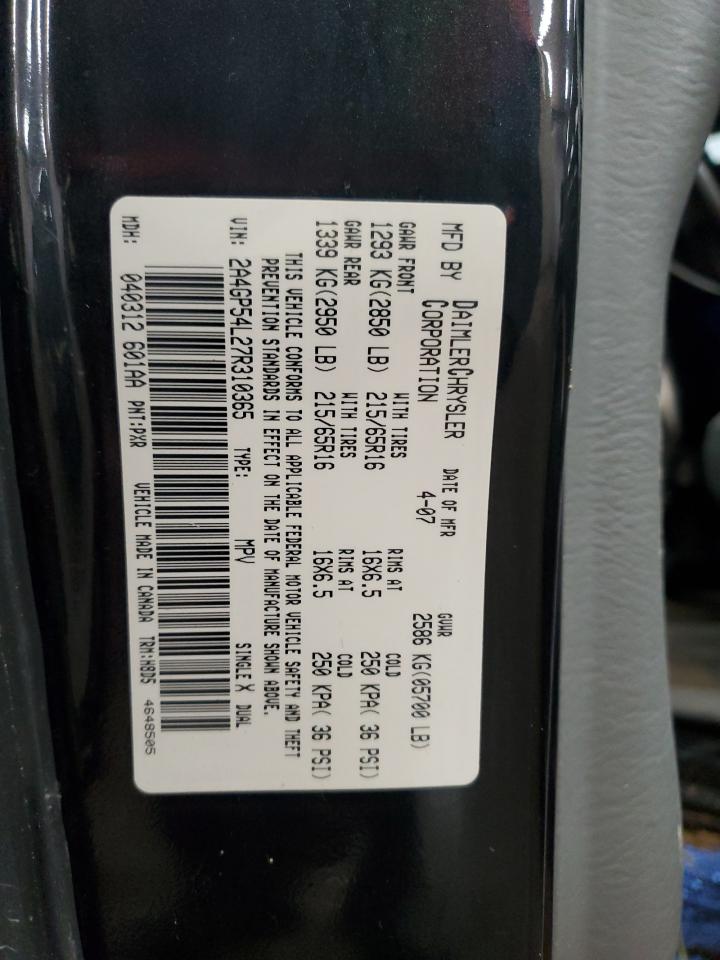 MFD BY DAIMLERCHRYSLER CORPORATION DATE OF MFR 4-07 GVWR 2586 KG(05700 LB)
GAWR FRONT WITH TIRES RIMS AT COLD
1293 KG(2850 LB) 215/65R16 16X6.5 250 KPA( 36 PSI)
GAWR REAR WITH TIRES RIMS AT COLD
1339 KG(2950 LB) 215/65R16 16X6.5 250 KPA( 36 PSI)
THIS VEHICLE CONFORMS TO ALL APPLICABLE FEDERAL MOTOR VEHICLE SAFETY AND THEFT
PREVENTION STANDARDS IN EFFECT ON THE DATE OF MANUFACTURE SHOWN ABOVE.
VIN: 2A4GP54L27R310365 TYPE: MPV SINGLE X DUAL
MDH: 040312 601AA PNT:PXR VEHICLE MADE IN CANADA TRM:H8D5 4648505